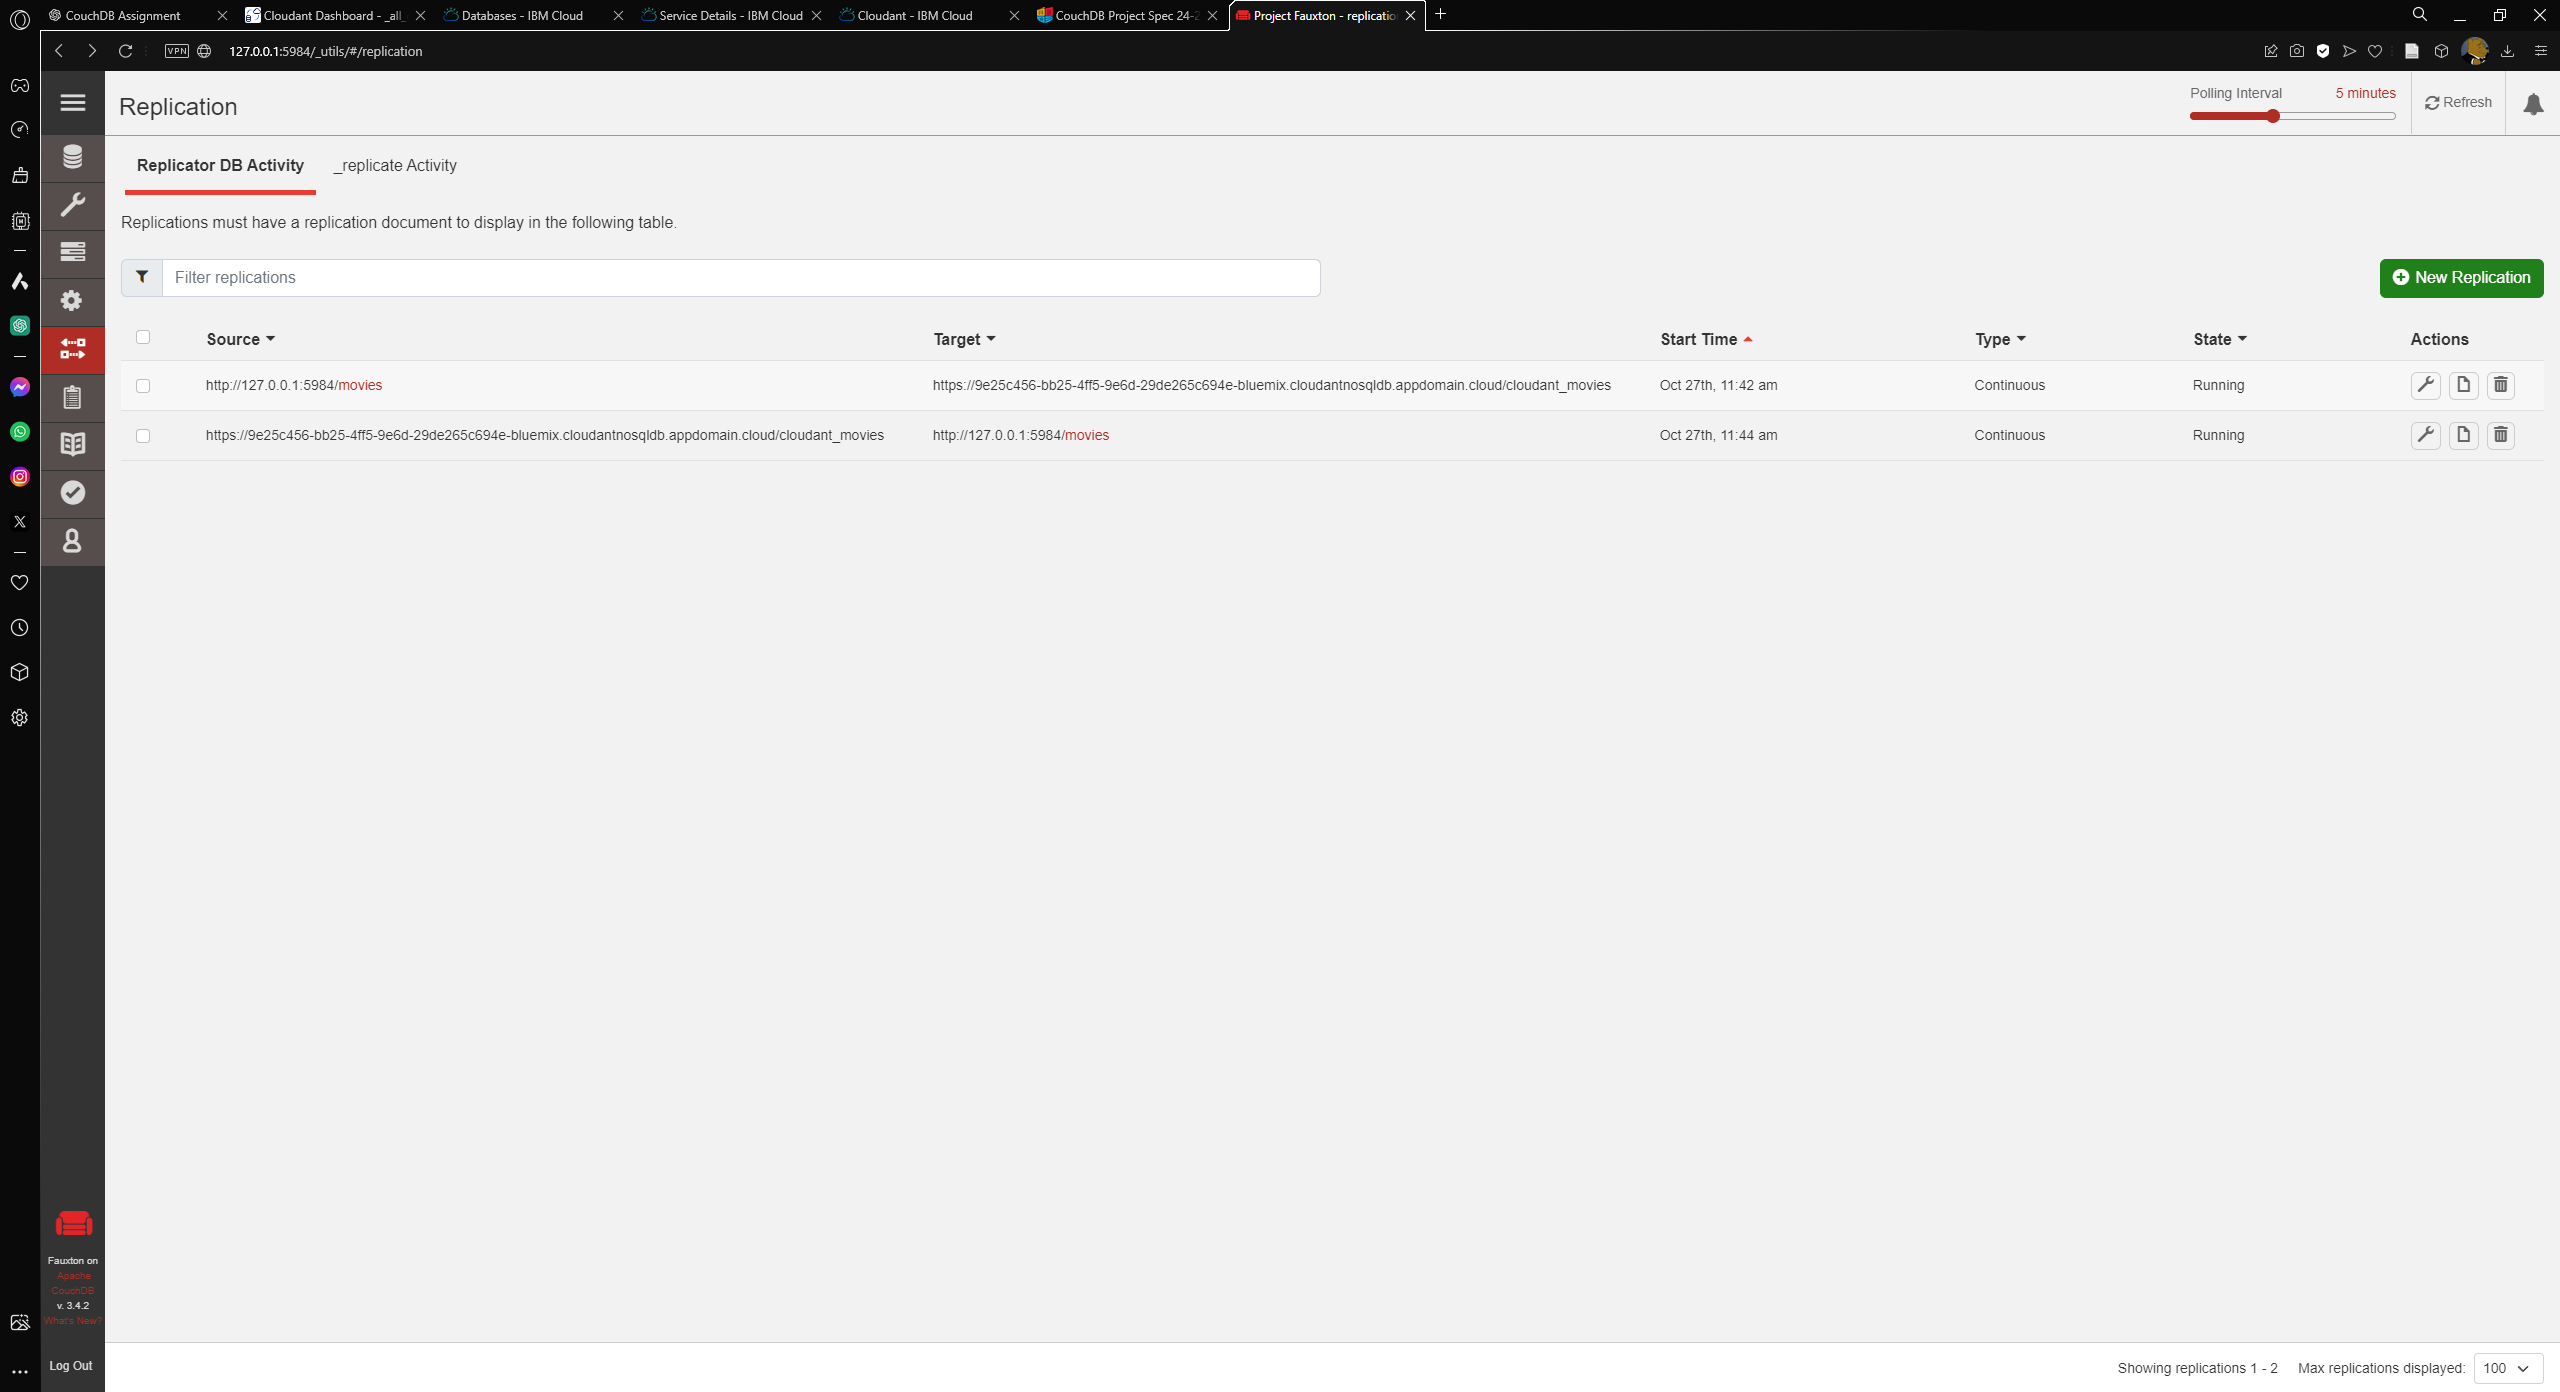 CouchDB Assignment
Cloudant Dashboard - _all_
Databases - IBM Cloud
Service Details - IBM Cloud
Cloudant - IBM Cloud
CouchDB Project Spec 24-2
Project Fauxton - replicatio
VPN
127.0.0.1:5984/_utils/#/replication
Replication
Polling Interval 5 minutes
Refresh
Replicator DB Activity
_replicate Activity
Replications must have a replication document to display in the following table.
Filter replications
New Replication
Source Target Start Time Type State Actions
http://127.0.0.1:5984/movies https://9e25c456-bb25-4ff5-9e6d-29de265c694e-bluemix.cloudantnosqldb.appdomain.cloud/cloudant_movies Oct 27th, 11:42 am Continuous Running
https://9e25c456-bb25-4ff5-9e6d-29de265c694e-bluemix.cloudantnosqldb.appdomain.cloud/cloudant_movies http://127.0.0.1:5984/movies Oct 27th, 11:44 am Continuous Running
Fauxton on
Apache
CouchDB
v. 3.4.2
What's New?
Log Out
Showing replications 1 - 2 Max replications displayed: 100